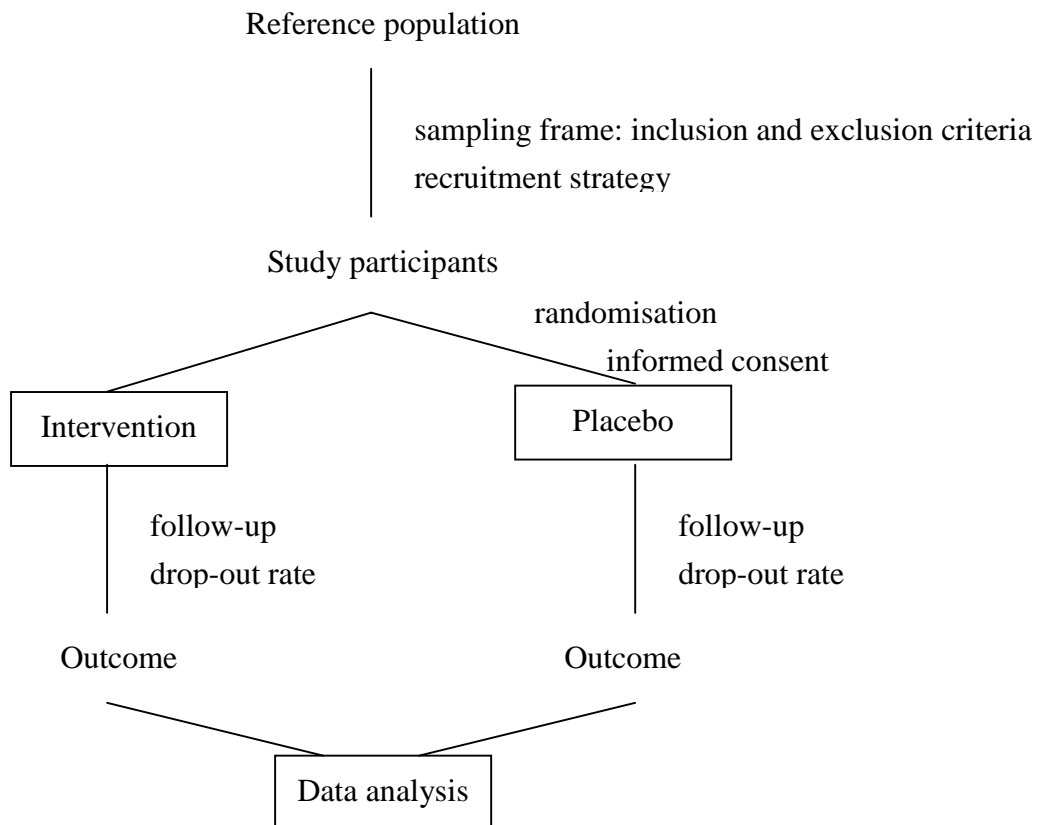 Reference population
sampling frame: inclusion and exclusion criteria
recruitment strategy
Study participants
randomisation
informed consent
Intervention
Placebo
follow-up
drop-out rate
follow-up
drop-out rate
Outcome
Outcome
Data analysis